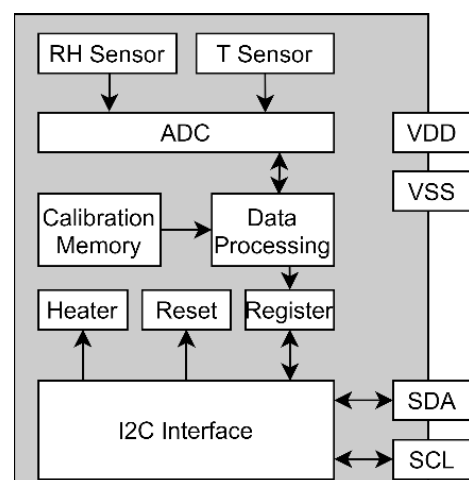 RH Sensor
T Sensor
ADC
VDD
VSS
Calibration
Memory
Data
Processing
Heater
Reset
Register
I2C Interface
SDA
SCL